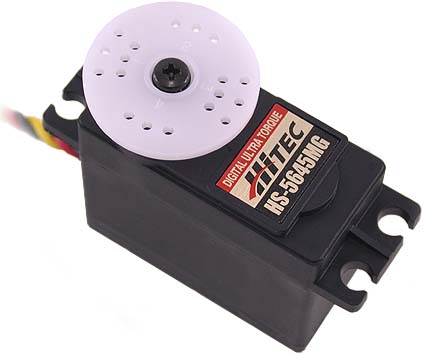 DIGITAL ULTRA TORQUE
HITEC
HS-5645MG